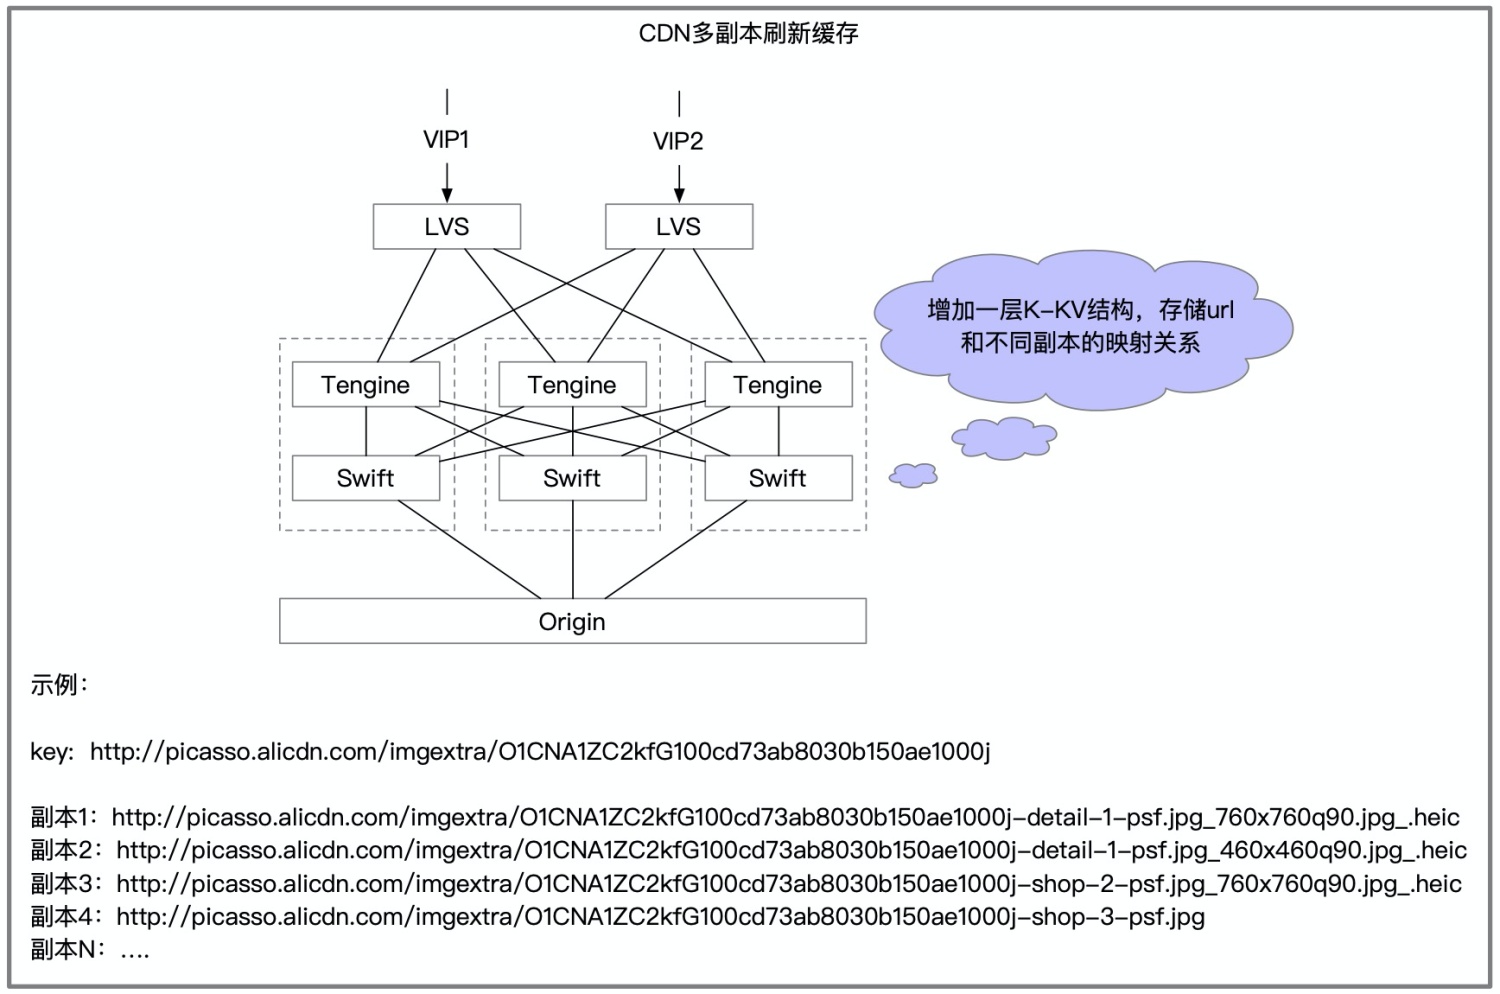 CDN多副本刷新缓存
VIP1
VIP2
LVS
LVS
增加一层K-KV结构，存储url
和不同副本的映射关系
Tengine
Tengine
Tengine
Swift
Swift
Swift
Origin
示例：
key: http://picasso.alicdn.com/imgextra/O1CNA1ZC2kfG100cd73ab8030b150ae1000j
副本1：http://picasso.alicdn.com/imgextra/O1CNA1ZC2kfG100cd73ab8030b150ae1000j-detail-1-psf.jpg_760x760q90.jpg_.heic
副本2：http://picasso.alicdn.com/imgextra/O1CNA1ZC2kfG100cd73ab8030b150ae1000j-detail-1-psf.jpg_460x460q90.jpg_.heic
副本3：http://picasso.alicdn.com/imgextra/O1CNA1ZC2kfG100cd73ab8030b150ae1000j-shop-2-psf.jpg_760x760q90.jpg_.heic
副本4：http://picasso.alicdn.com/imgextra/O1CNA1ZC2kfG100cd73ab8030b150ae1000j-shop-3-psf.jpg
副本N：....